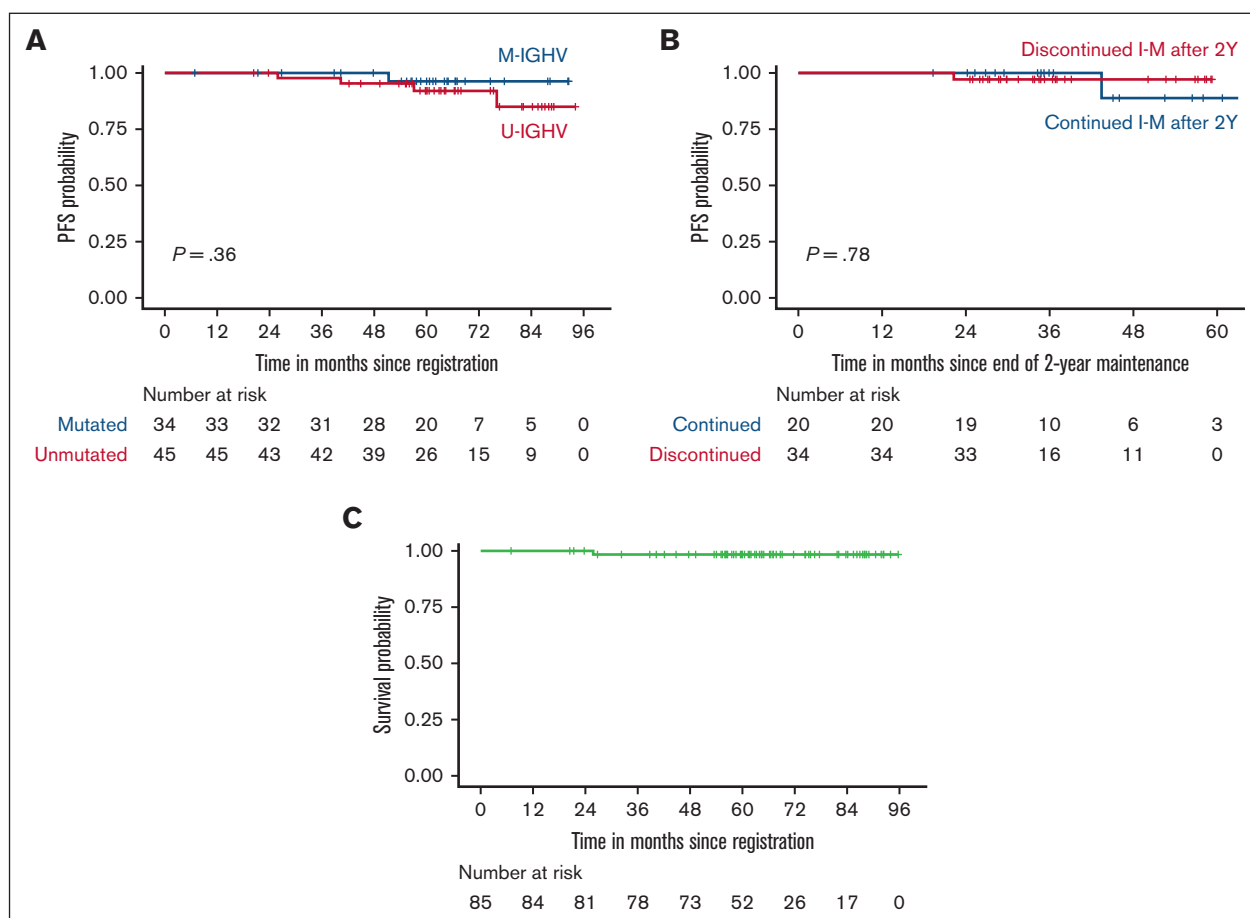 A
M-IGHV
1.00
0.75
0.50
0.25
0.00
PFS probability
U-IGHV
P = .36
0 12 24 36 48 60 72 84 96
Time in months since registration
Number at risk
Mutated 34 33 32 31 28 20 7 5 0
Unmutated 45 45 43 42 39 26 15 9 0
B
Discontinued I-M after 2Y
1.00
0.75
0.50
0.25
0.00
PFS probability
Continued I-M after 2Y
P = .78
0 12 24 36 48 60
Time in months since end of 2-year maintenance
Number at risk
Continued 20 20 19 10 6 3
Discontinued 34 34 33 16 11 0
C
1.00
0.75
0.50
0.25
0.00
Survival probability
0 12 24 36 48 60 72 84 96
Time in months since registration
Number at risk
85 84 81 78 73 52 26 17 0